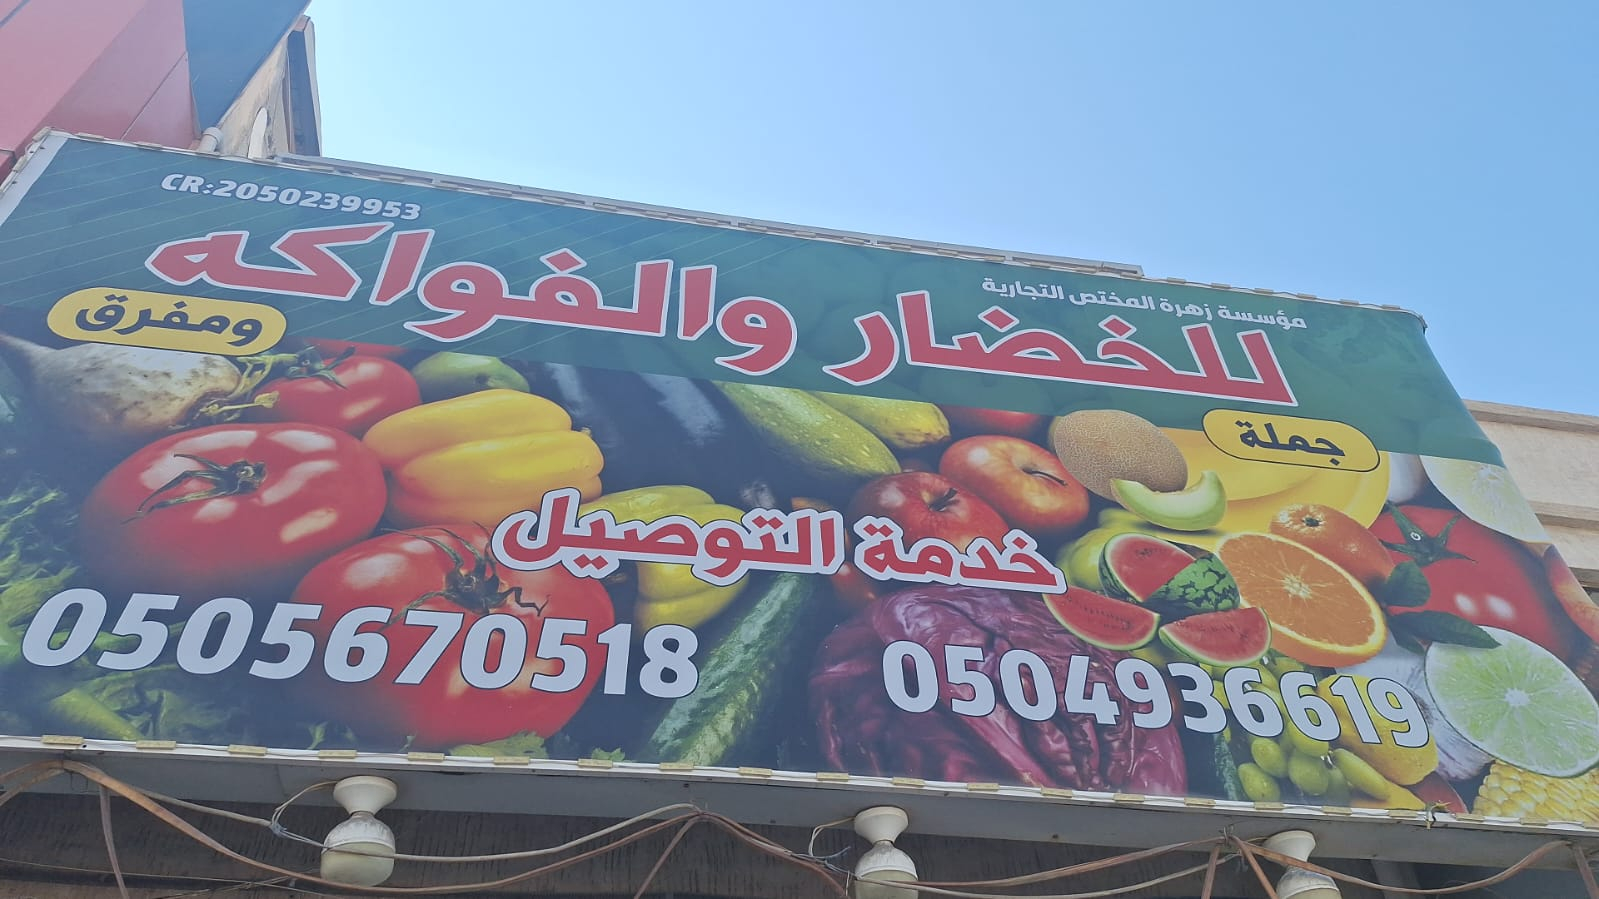 CR:2050239953
مؤسسة زهرة المختص التجارية
للخضار والفواكه
جملة
ومفرق
خدمة التوصيل
0505670518
0504936619